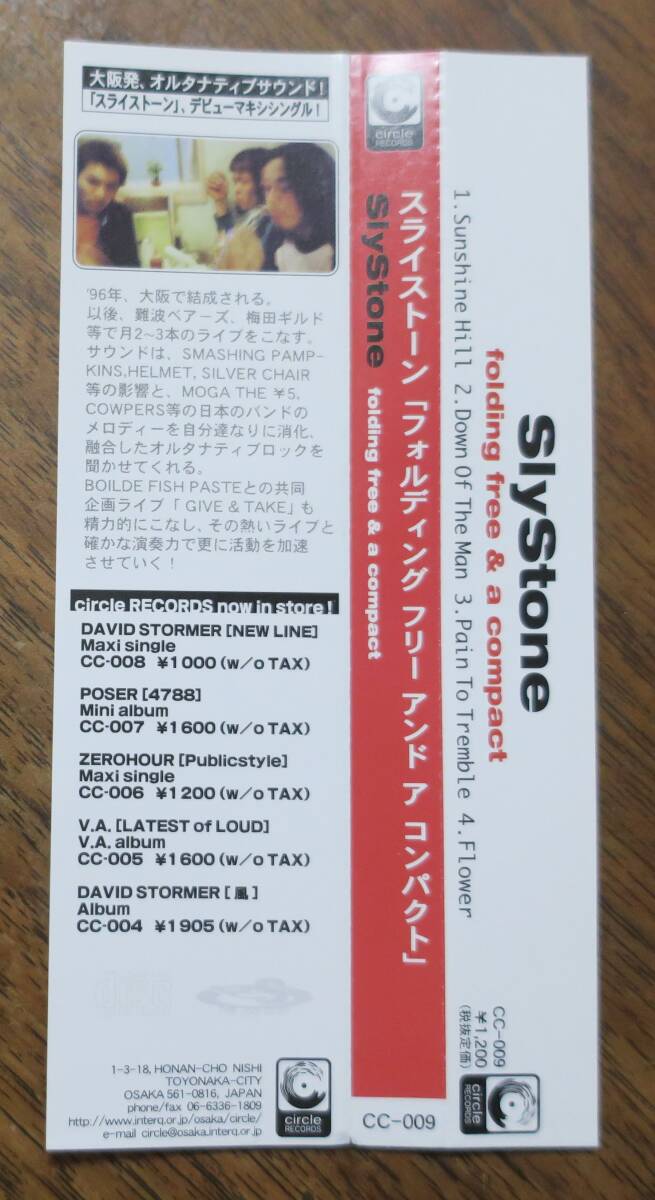 大阪発、オルタナティブサウンド!
「スライストーン」、デビューマキシシングル!
'96年、大阪で結成される。
以後、難波ベアーズ、梅田ギルド
等で月2~3本のライブをこなす。
サウンドは、SMASHING PAMP-
KINS,HELMET, SILVER CHAIR
等の影響と、MOGA THE ¥5,
COWPERS等の日本のバンドの
メロディーを自分達なりに消化、
融合したオルタナティブロックを
聞かせてくれる。
BOILDE FISH PASTEとの共同
企画ライブ「 GIVE & TAKE」も
精力的にこなし、その熱いライブと
確かな演奏力で更に活動を加速
させていく!
circle RECORDS now in store!
DAVID STORMER [NEW LINE]
Maxi single
CC-008 ¥1000 (w/o TAX)
POSER [4788]
Mini album
CC-007 ¥1600 (w/o TAX)
ZEROHOUR [Publicstyle]
Maxi single
CC-006 ¥1200 (w/o TAX)
V.A. [LATEST of LOUD]
V.A. album
CC-005 ¥1600 (w/o TAX)
DAVID STORMER [ 風 ]
Album
CC-004 ¥1905 (w/o TAX)
1-3-18, HONAN-CHO NISHI
TOYONAKA-CITY
OSAKA 561-0816, JAPAN
phone/fax 06-6336-1809
http://www.interq.or.jp/osaka/circle/
e-mail circle@osaka.interq.or.jp
circle
RECORDS
circle
RECORDS
スライストーン「フォルディング フリー アンド ア コンパクト」
SlyStone folding free & a compact
CC-009
SlyStone
folding free & a compact
1.Sunshine Hill 2.Down Of The Man 3.Pain To Tremble 4.Flower
CC-009
¥1,200
(税抜定価)
circle
RECORDS